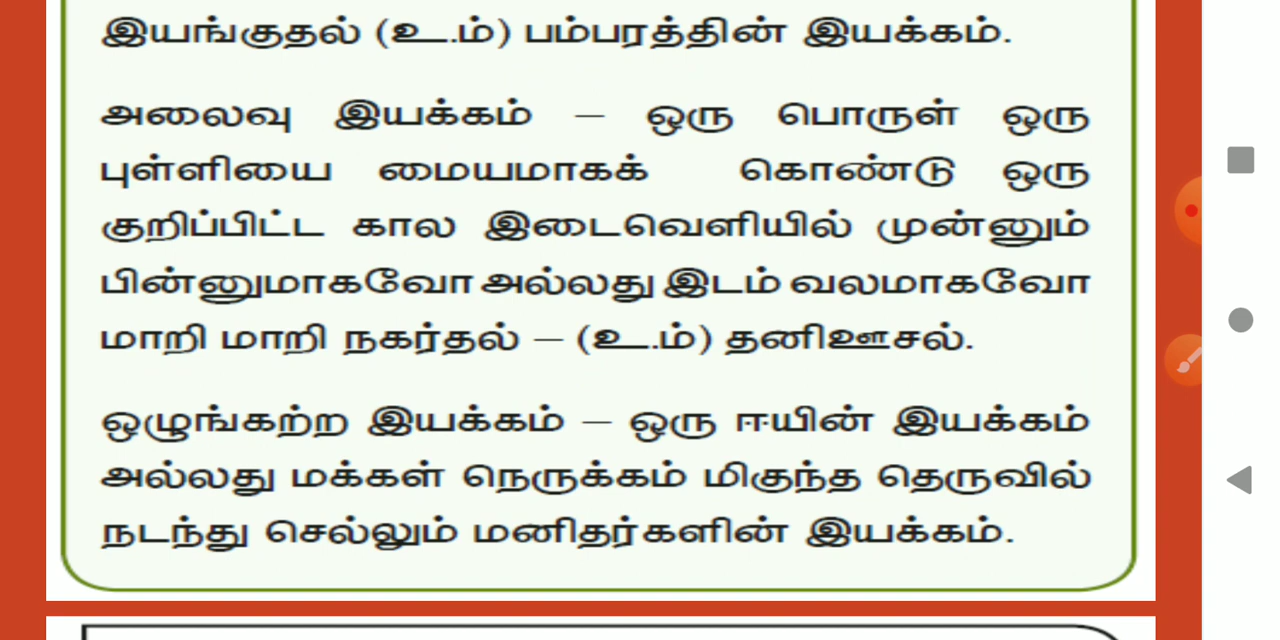 இயங்குதல் (உ.ம்) பம்பரத்தின் இயக்கம்.
அலைவு இயக்கம் – ஒரு பொருள் ஒரு
புள்ளியை மையமாகக் கொண்டு ஒரு
குறிப்பிட்ட கால இடைவெளியில் முன்னும்
பின்னுமாகவோ அல்லது இடம் வலமாகவோ
மாறி மாறி நகர்தல் – (உ.ம்) தனிஊசல்.
ஒழுங்கற்ற இயக்கம் – ஒரு ஈயின் இயக்கம்
அல்லது மக்கள் நெருக்கம் மிகுந்த தெருவில்
நடந்து செல்லும் மனிதர்களின் இயக்கம்.